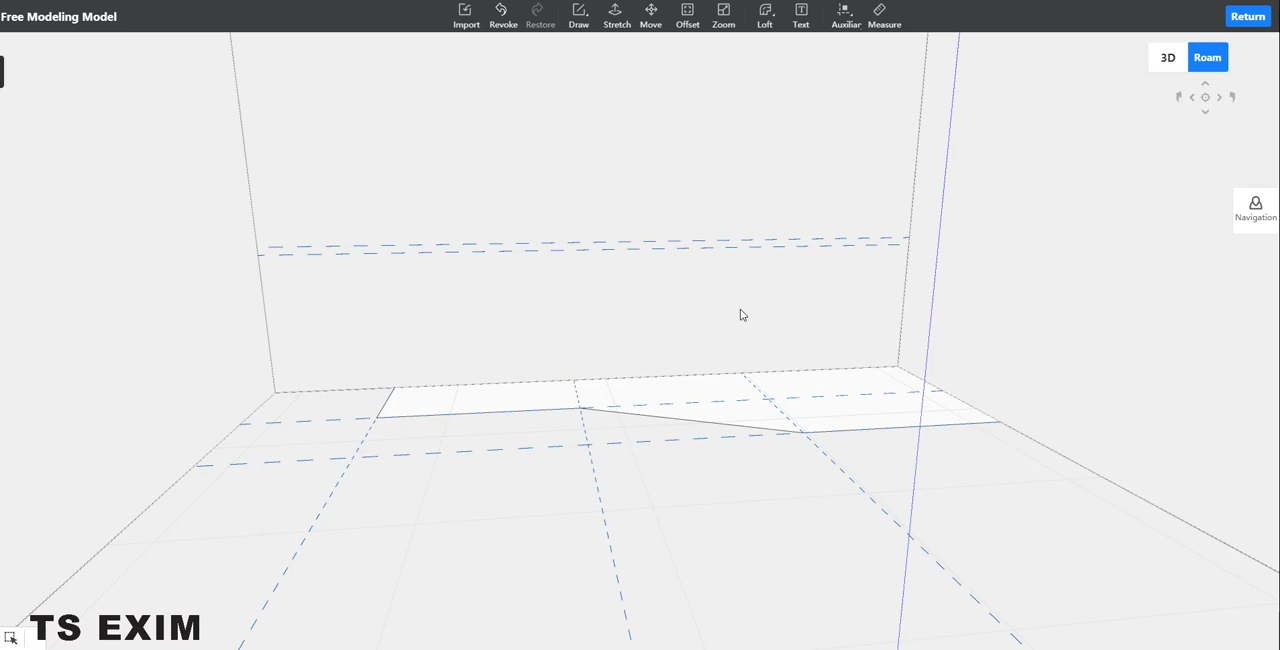 Free Modeling Model
Import Revoke Restore Draw Stretch Move Offset Zoom Loft Text Auxiliar Measure
Return
3D Roam
Navigation
TS EXIM